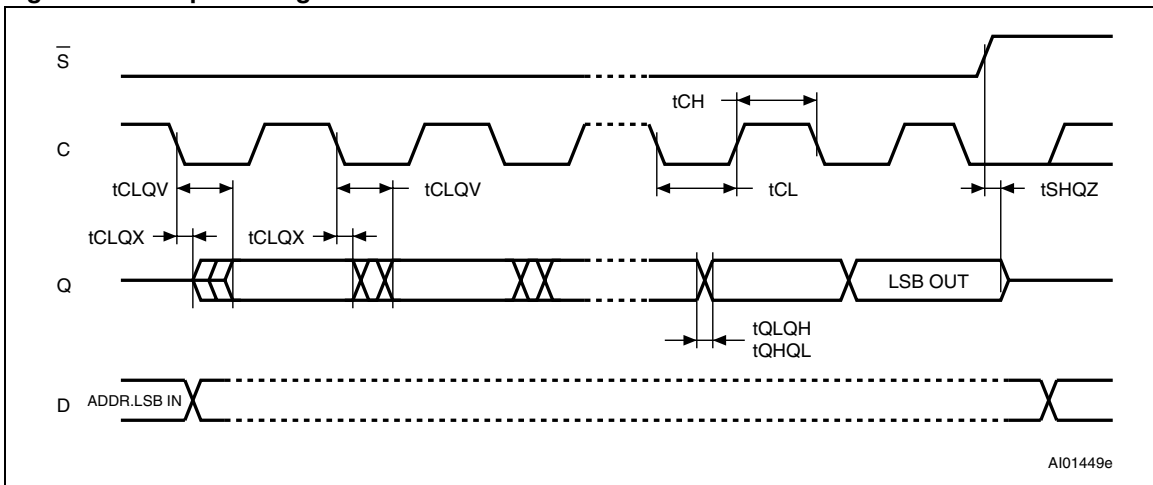 S
tCH
C
tCLQV
tCLQV
tCL
tSHQZ
tCLQX
tCLQX
Q
LSB OUT
tQLQH
tQHQL
D
ADDR.LSB IN
AI01449e